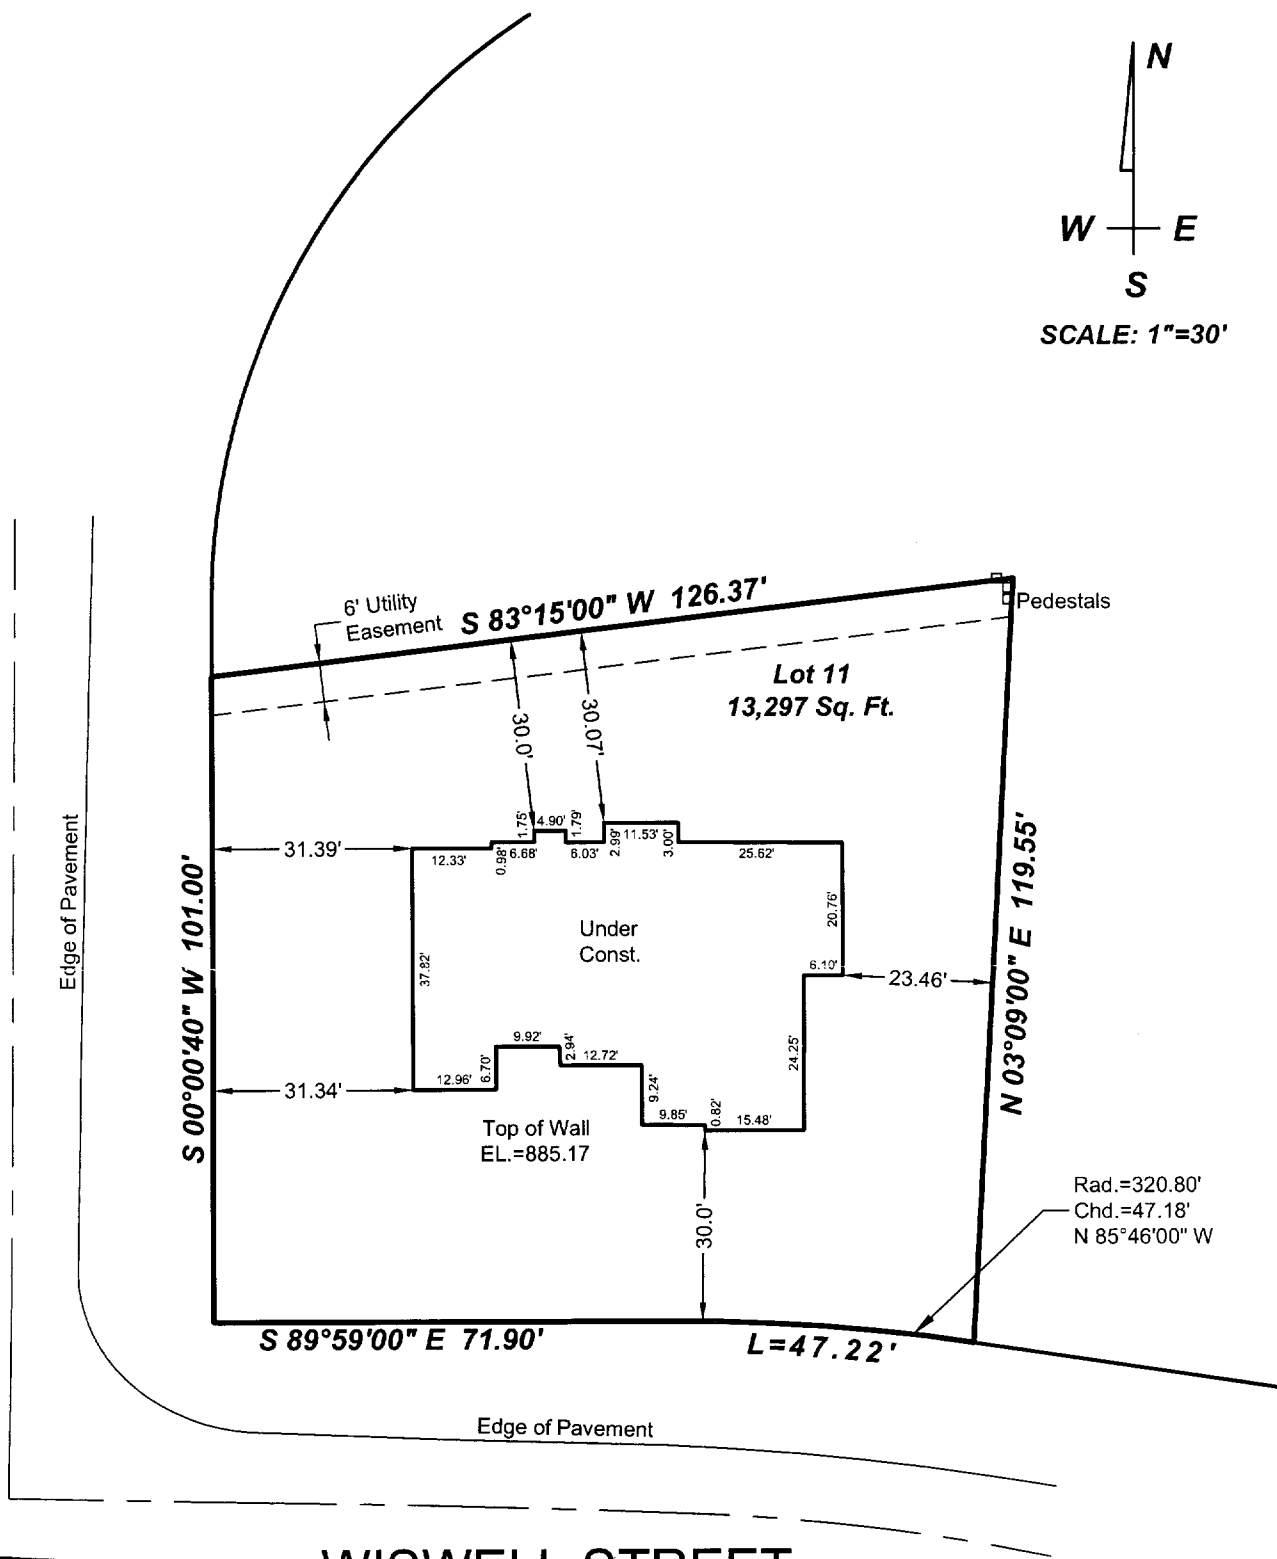 N
W E
S
SCALE: 1"=30'
6' Utility
Easement
S 83°15'00" W 126.37'
Pedestals
Lot 11
13,297 Sq. Ft.
30.0'
30.07'
1.75'
4.90'
1.79'
2.99'
11.53'
3.00'
31.39'
12.33'
0.98'
6.68'
6.03'
25.62'
Edge of Pavement
S 00°00'40" W 101.00'
37.82'
Under
Const.
20.76'
6.10'
23.46'
N 03°09'00" E 119.55'
9.92'
2.94'
12.72'
24.25'
31.34'
12.96'
6.70'
9.24'
9.85'
0.82'
15.48'
Top of Wall
EL.=885.17
30.0'
Rad.=320.80'
Chd.=47.18'
N 85°46'00" W
S 89°59'00" E 71.90'
L=47.22'
Edge of Pavement
WISWELL STREET